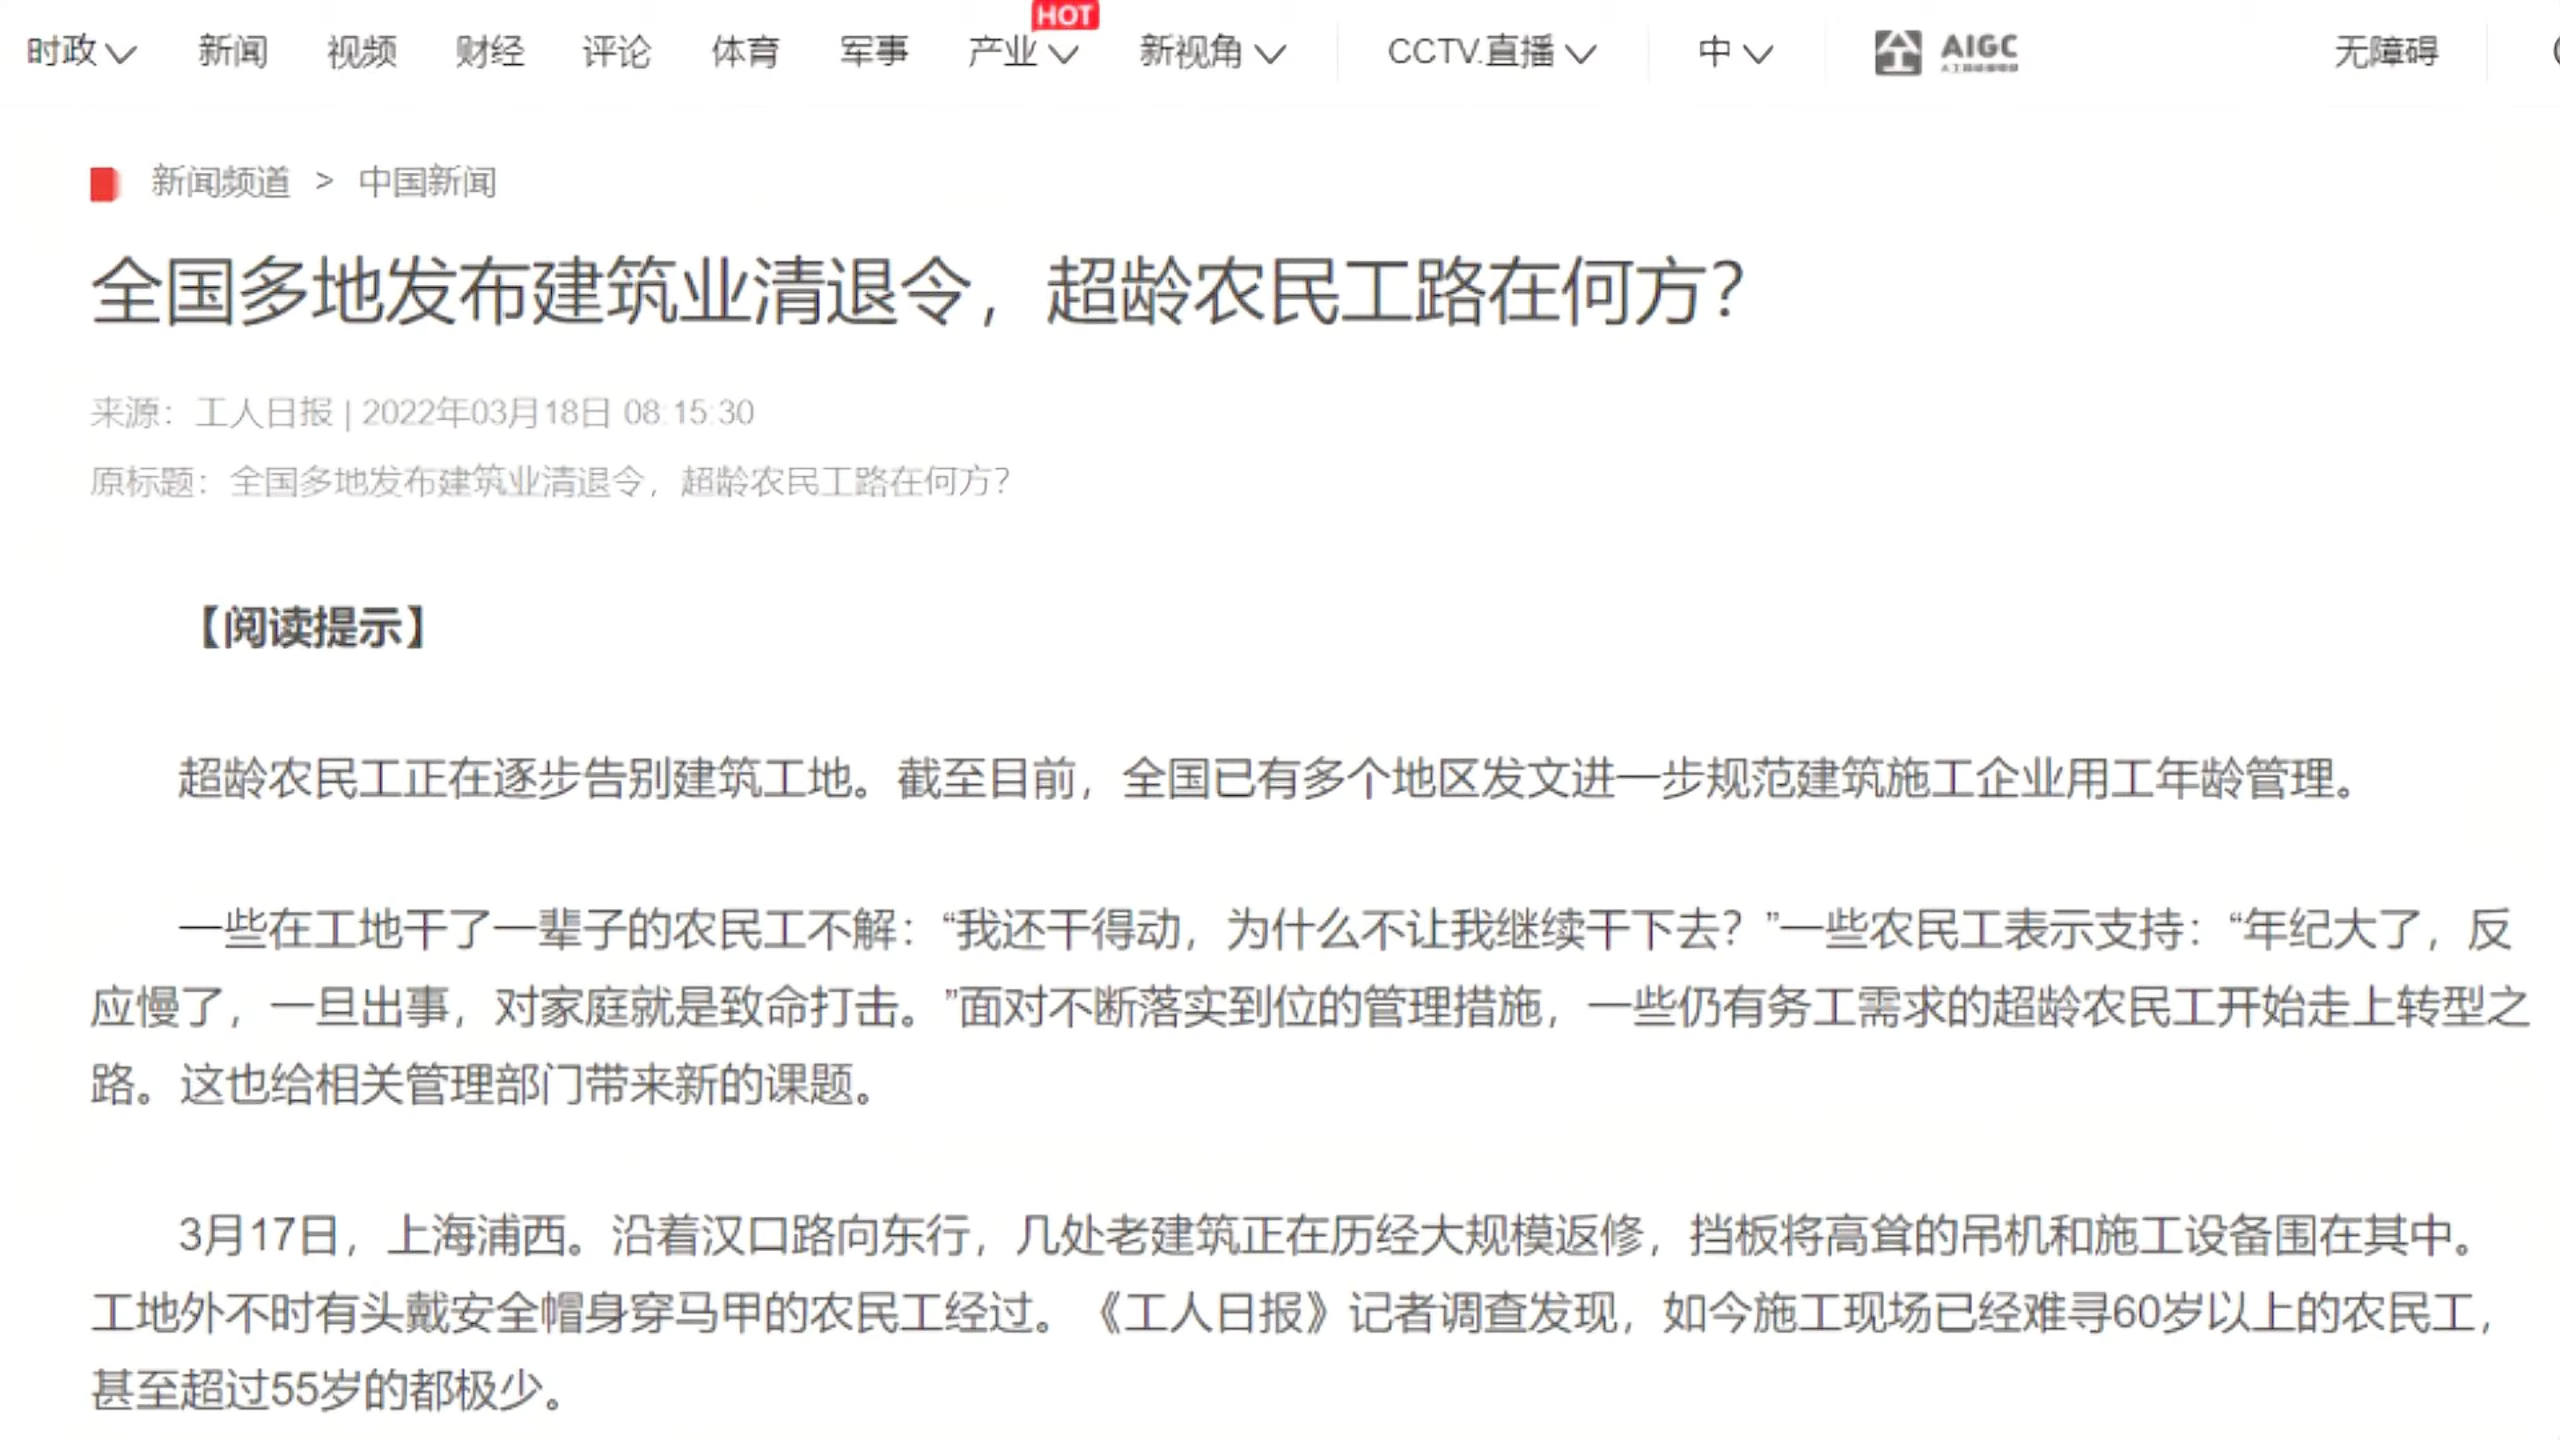 时政 新闻 视频 财经 评论 体育 军事 产业 HOT 新视角 CCTV.直播 中 AIGC 无障碍
新闻频道 > 中国新闻
全国多地发布建筑业清退令，超龄农民工路在何方？
来源：工人日报 | 2022年03月18日 08:15:30
原标题：全国多地发布建筑业清退令，超龄农民工路在何方？
【阅读提示】
超龄农民工正在逐步告别建筑工地。截至目前，全国已有多个地区发文进一步规范建筑施工企业用工年龄管理。
一些在工地干了一辈子的农民工不解：“我还干得动，为什么不让我继续干下去？”一些农民工表示支持：“年纪大了，反
应慢了，一旦出事，对家庭就是致命打击。”面对不断落实到位的管理措施，一些仍有务工需求的超龄农民工开始走上转型之
路。这也给相关管理部门带来新的课题。
3月17日，上海浦西。沿着汉口路向东行，几处老建筑正在历经大规模返修，挡板将高耸的吊机和施工设备围在其中。
工地外不时有头戴安全帽身穿马甲的农民工经过。《工人日报》记者调查发现，如今施工现场已经难寻60岁以上的农民工，
甚至超过55岁的都极少。